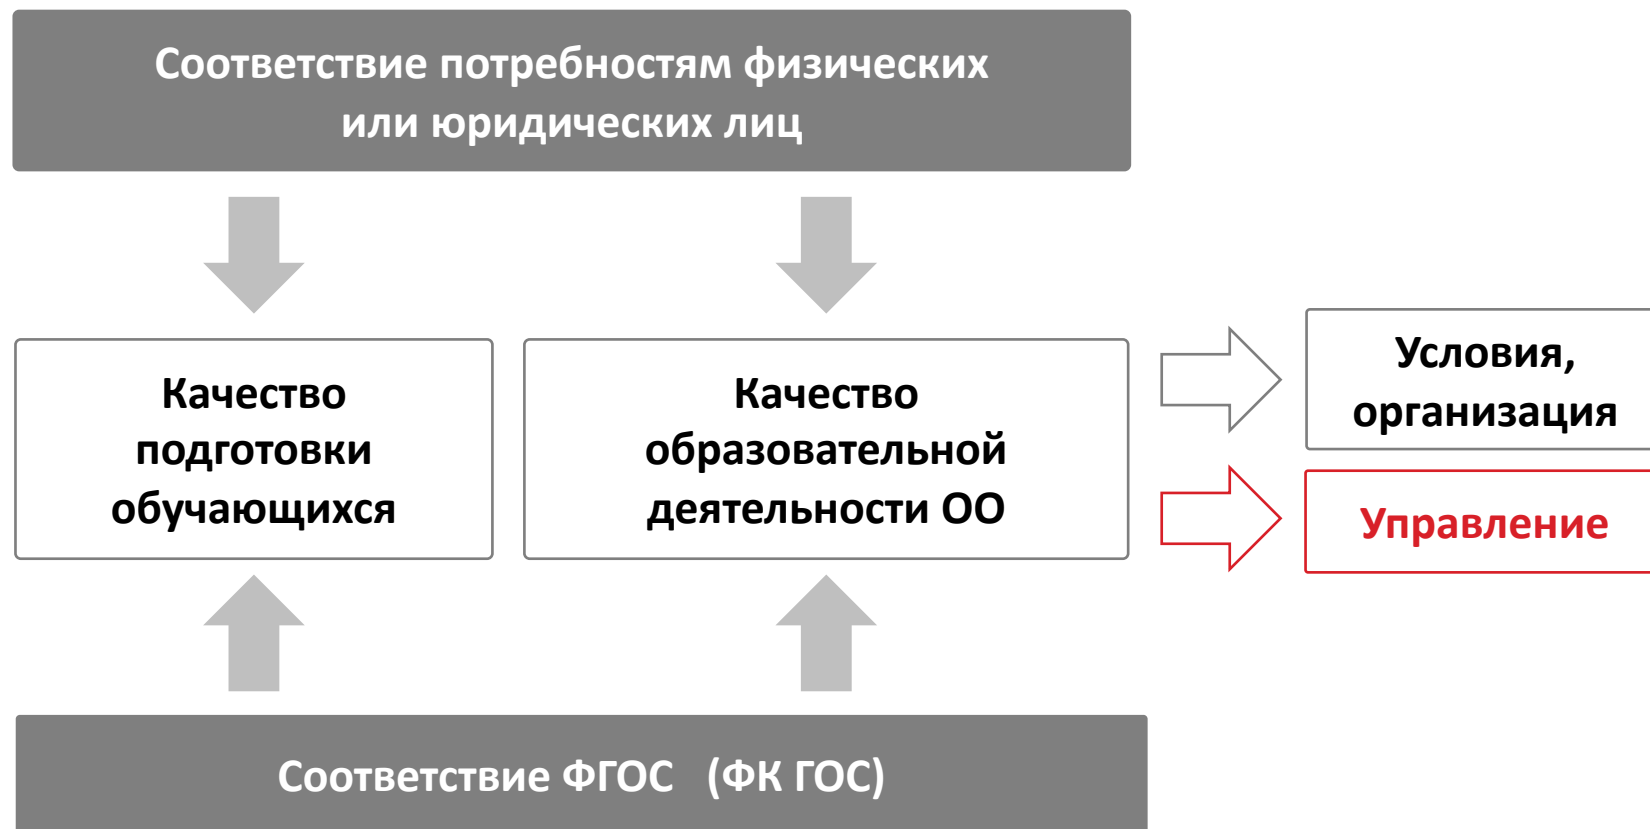 Соответствие потребностям физических
или юридических лиц
Качество
подготовки
обучающихся
Качество
образовательной
деятельности ОО
Условия,
организация
Управление
Соответствие ФГОС (ФК ГОС)